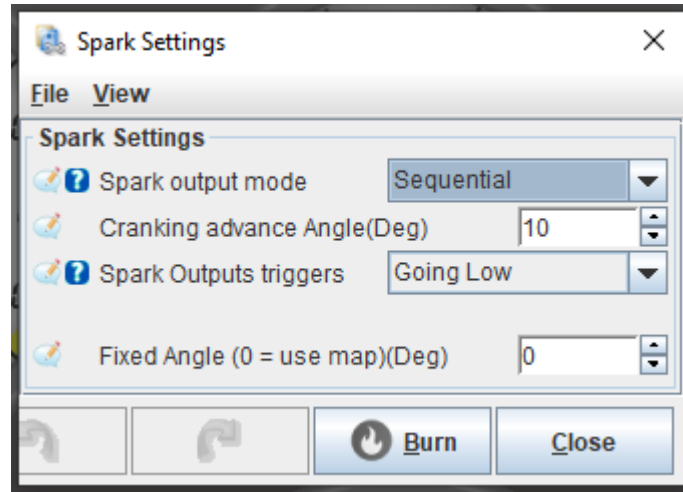 Spark Settings
File View
Spark Settings
Spark output mode Sequential
Cranking advance Angle(Deg) 10
Spark Outputs triggers Going Low
Fixed Angle (0 = use map)(Deg) 0
Burn Close